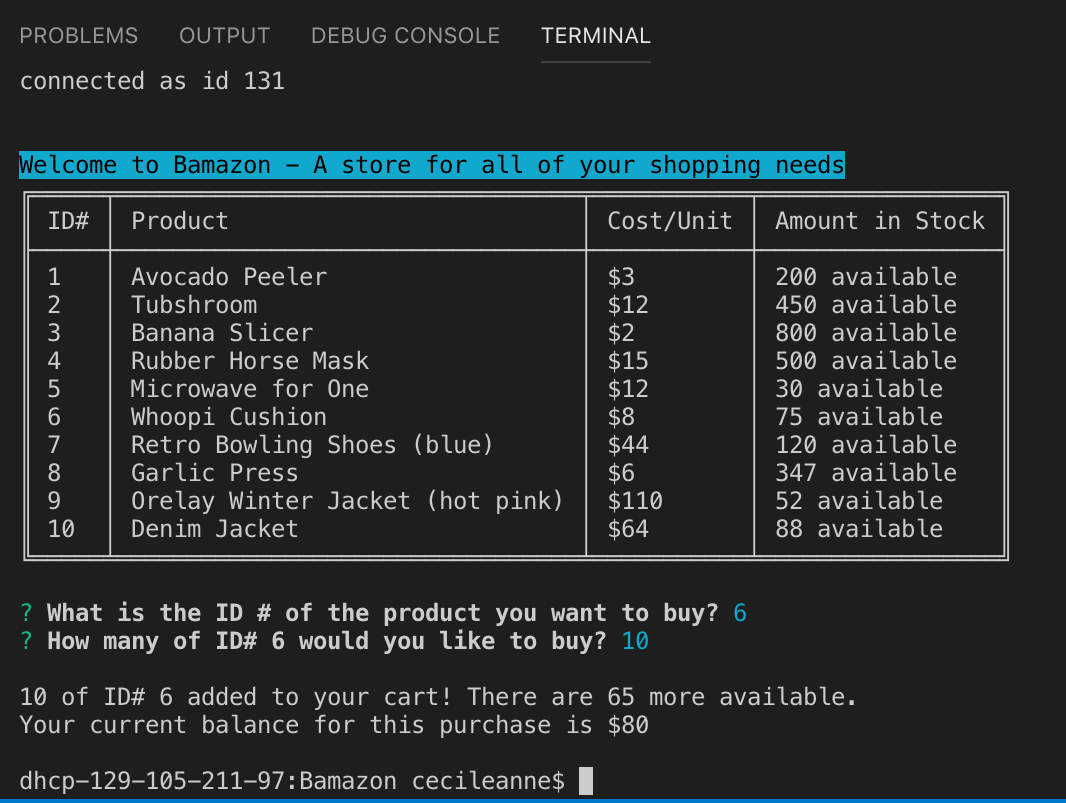 PROBLEMS OUTPUT DEBUG CONSOLE TERMINAL
connected as id 131
Welcome to Bamazon - A store for all of your shopping needs
ID# Product Cost/Unit Amount in Stock
1 Avocado Peeler $3 200 available
2 Tubshroom $12 450 available
3 Banana Slicer $2 800 available
4 Rubber Horse Mask $15 500 available
5 Microwave for One $12 30 available
6 Whoopi Cushion $8 75 available
7 Retro Bowling Shoes (blue) $44 120 available
8 Garlic Press $6 347 available
9 Orelay Winter Jacket (hot pink) $110 52 available
10 Denim Jacket $64 88 available
? What is the ID # of the product you want to buy? 6
? How many of ID# 6 would you like to buy? 10
10 of ID# 6 added to your cart! There are 65 more available.
Your current balance for this purchase is $80
dhcp-129-105-211-97:Bamazon cecileanne$